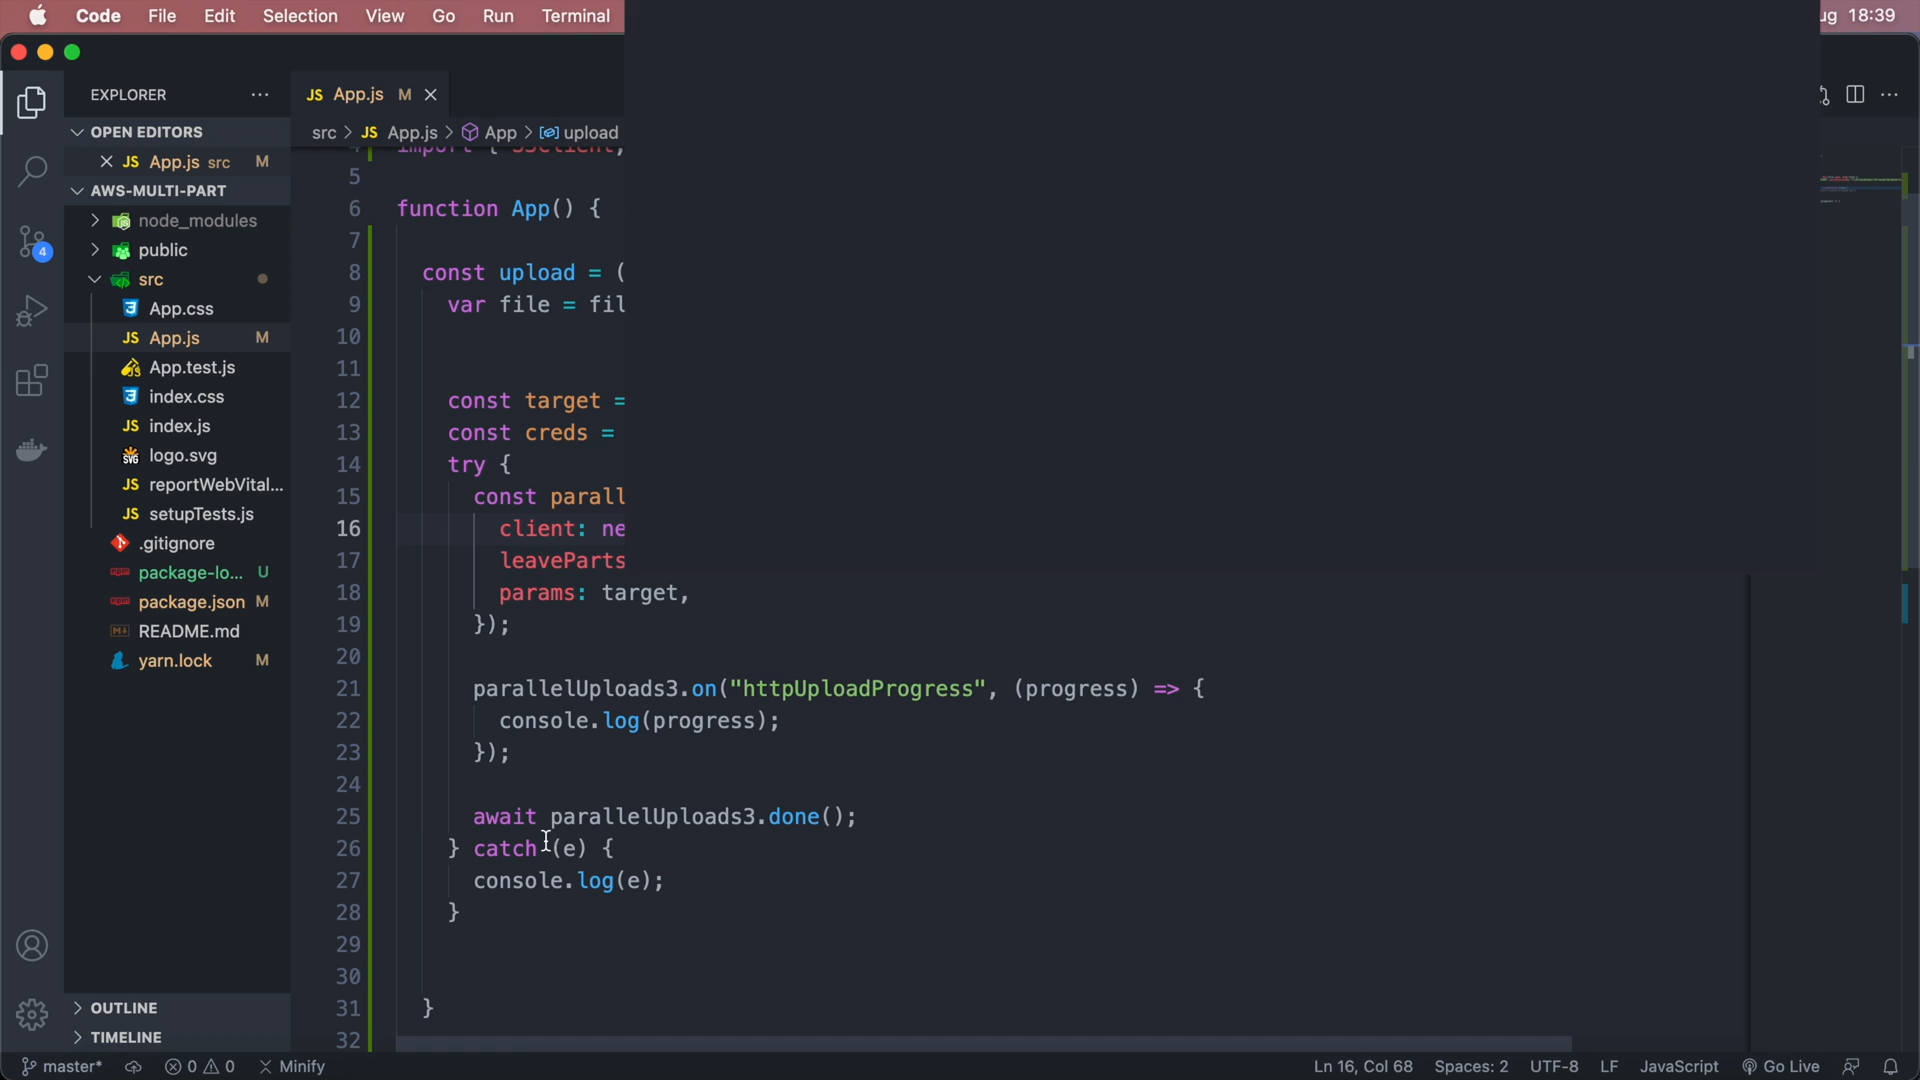 Code File Edit Selection View Go Run Terminal
ug 18:39
EXPLORER
JS App.js M
OPEN EDITORS
src > JS App.js > App > upload
JS App.js src M
AWS-MULTI-PART
node_modules
public
src
App.css
JS App.js M
App.test.js
index.css
JS index.js
SVG logo.svg
JS reportWebVital...
JS setupTests.js
.gitignore
package-lo... U
package.json M
README.md
yarn.lock M
OUTLINE
TIMELINE
4
4 import { S3Client,
5
6 function App() {
7
8 const upload = (
9 var file = fil
10
11
12 const target =
13 const creds =
14 try {
15 const parall
16 client: ne
17 leaveParts
18 params: target,
19 });
20
21 parallelUploads3.on("httpUploadProgress", (progress) => {
22 console.log(progress);
23 });
24
25 await parallelUploads3.done();
26 } catch (e) {
27 console.log(e);
28 }
29
30
31 }
32
master* 0 0 Minify
Ln 16, Col 68 Spaces: 2 UTF-8 LF JavaScript Go Live